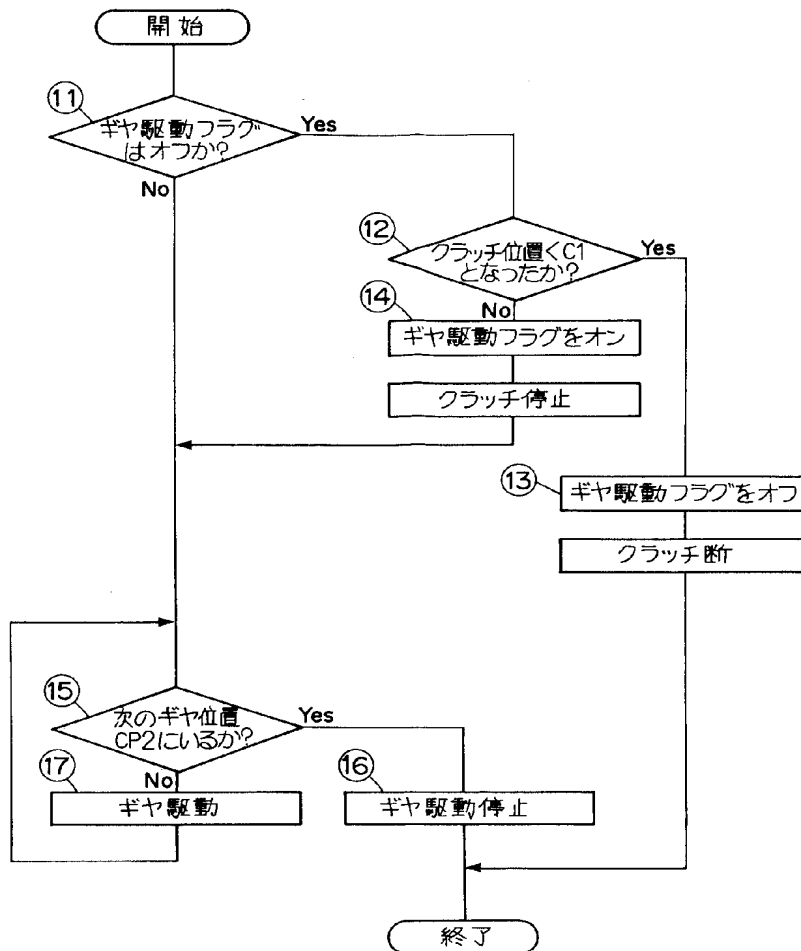 開始
11
ギヤ駆動フラグ
はオフか?
Yes
No
12
クラッチ位置くC1
となったか?
Yes
No
14
ギヤ駆動フラグをオン
クラッチ停止
13
ギヤ駆動フラグをオフ
クラッチ断
15
次のギヤ位置
CP2にいるか?
Yes
No
17
ギヤ駆動
16
ギヤ駆動停止
終了